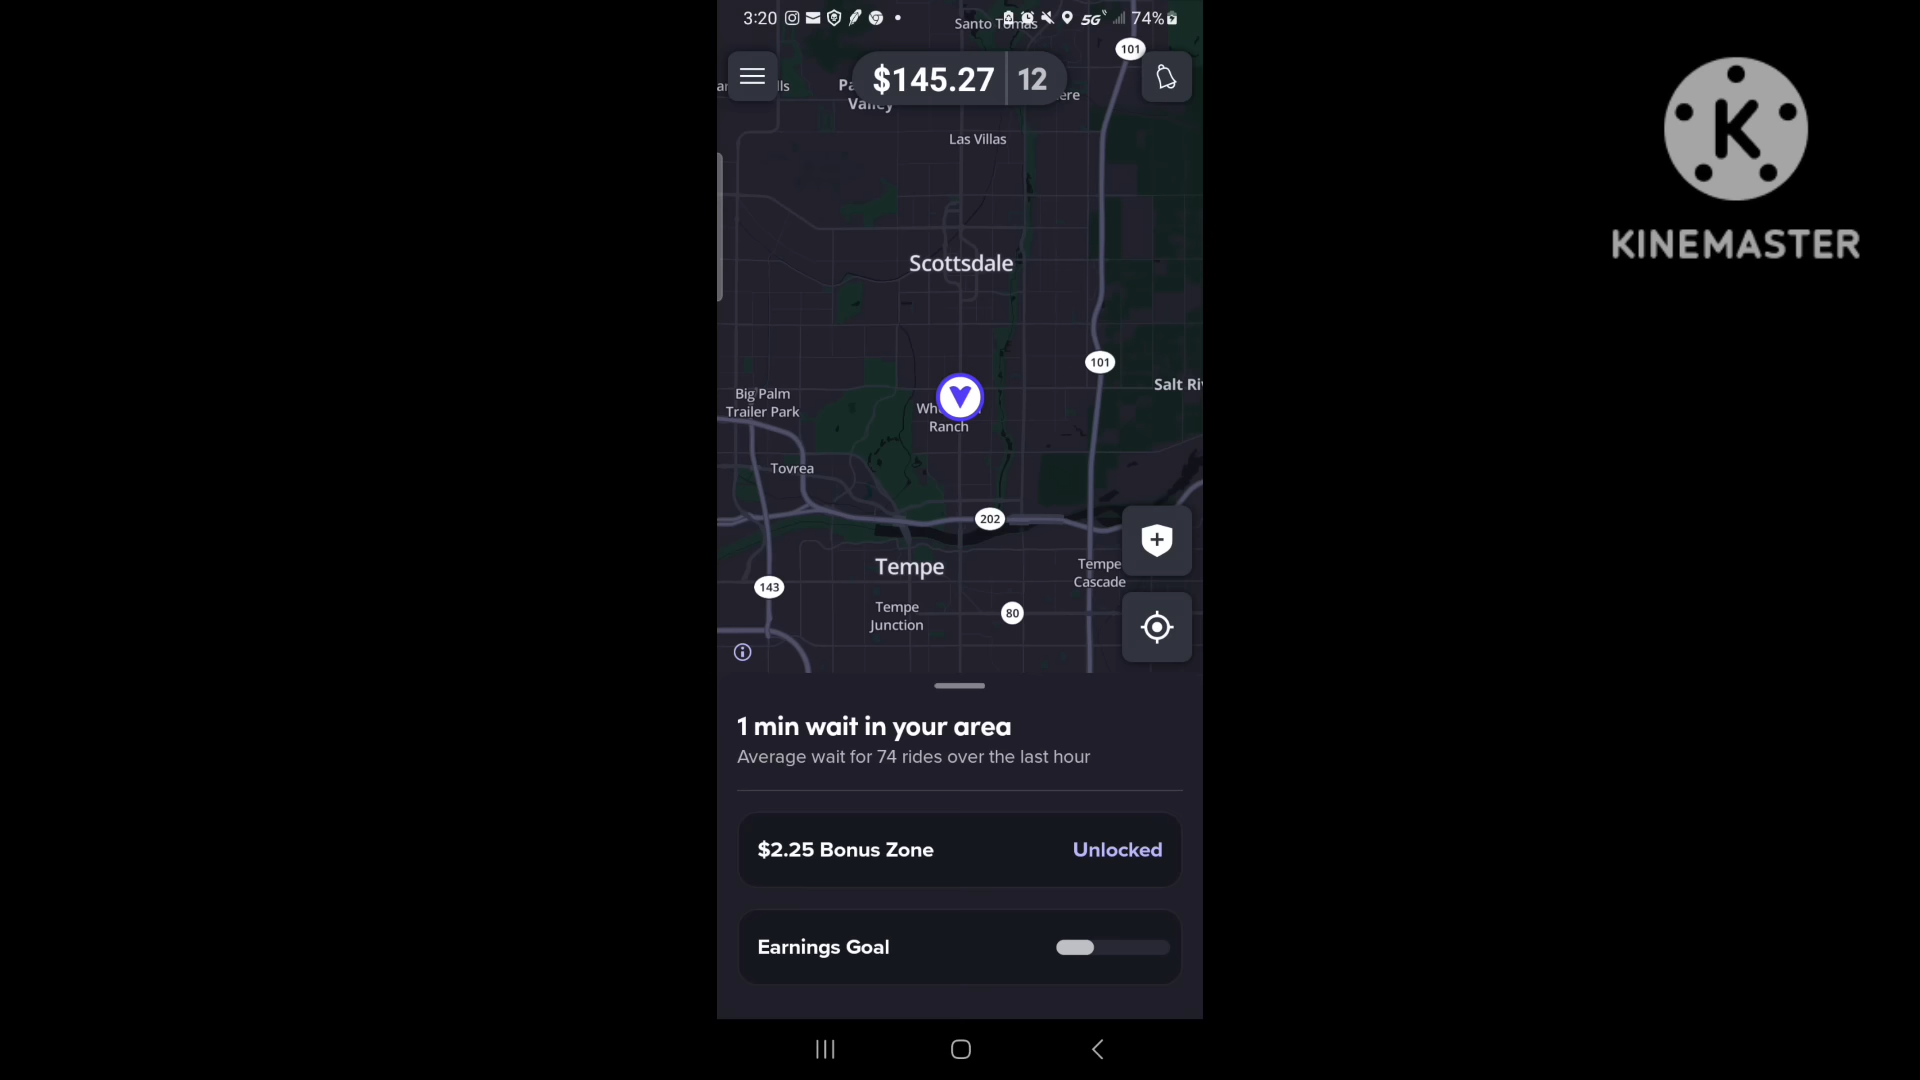 3:20
5G
74%
Santo Tomas
101
$145.27 12
Las Villas
Scottsdale
101
Salt Ri
Big Palm
Trailer Park
Ranch
Tovrea
202
Tempe
Tempe
Cascade
143
Tempe
Junction
80
1 min wait in your area
Average wait for 74 rides over the last hour
$2.25 Bonus Zone Unlocked
Earnings Goal
K
KINEMASTER